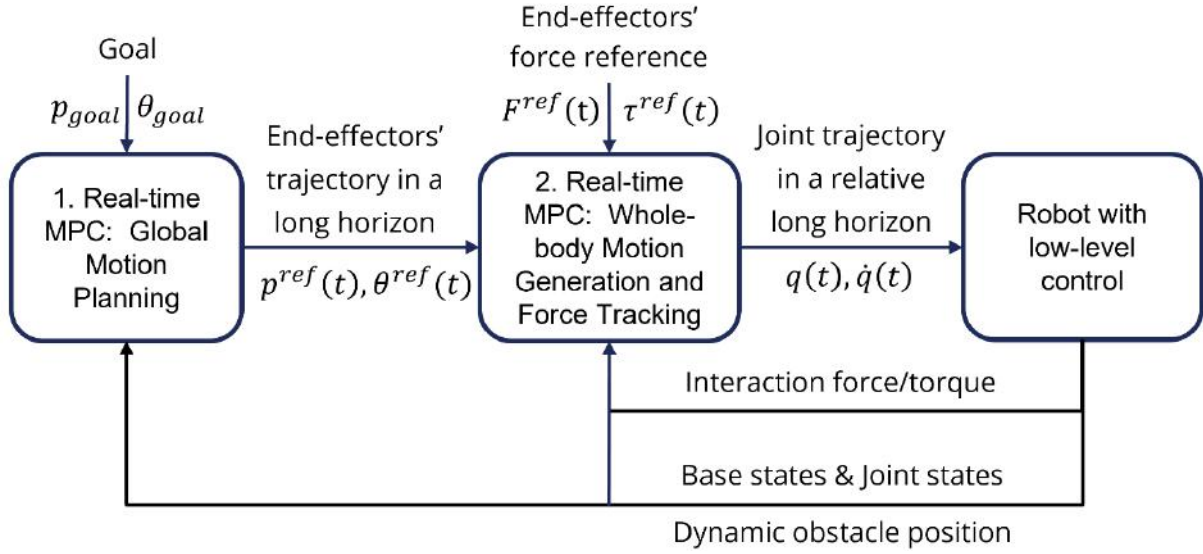 Goal
p_goal θ_goal
End-effectors'
force reference
F^ref(t) τ^ref(t)
1. Real-time
MPC: Global
Motion
Planning
End-effectors'
trajectory in a
long horizon
p^ref(t), θ^ref(t)
2. Real-time
MPC: Whole-
body Motion
Generation and
Force Tracking
Joint trajectory
in a relative
long horizon
q(t), q̇(t)
Robot with
low-level
control
Interaction force/torque
Base states & Joint states
Dynamic obstacle position